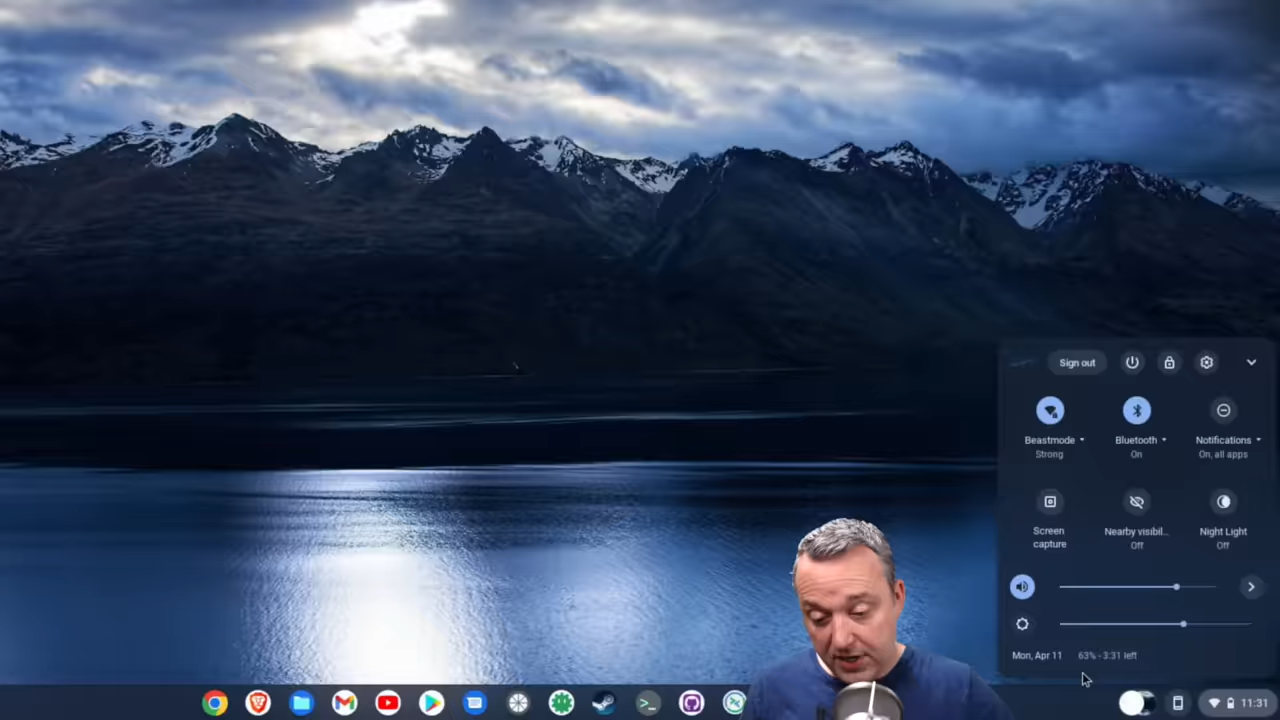 Sign out
Beastmode
Strong
Bluetooth
On
Notifications
On, all apps
Screen
capture
Nearby visibil...
Off
Night Light
Off
Mon, Apr 11
63% - 3:31 left
11:31